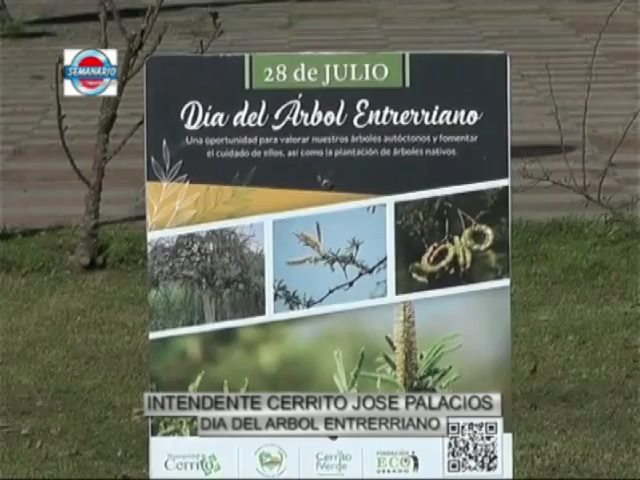 SEMANARIO
28 de JULIO
Día del Árbol Entrerriano
Una oportunidad para valorar nuestros árboles autóctonos y fomentar
el cuidado de ellos, así como la plantación de árboles nativos.
INTENDENTE CERRITO JOSE PALACIOS
DIA DEL ARBOL ENTRERRIANO
Cerrito
Cerrito
Verde
FUNDACIÓN
ECO
URBANO